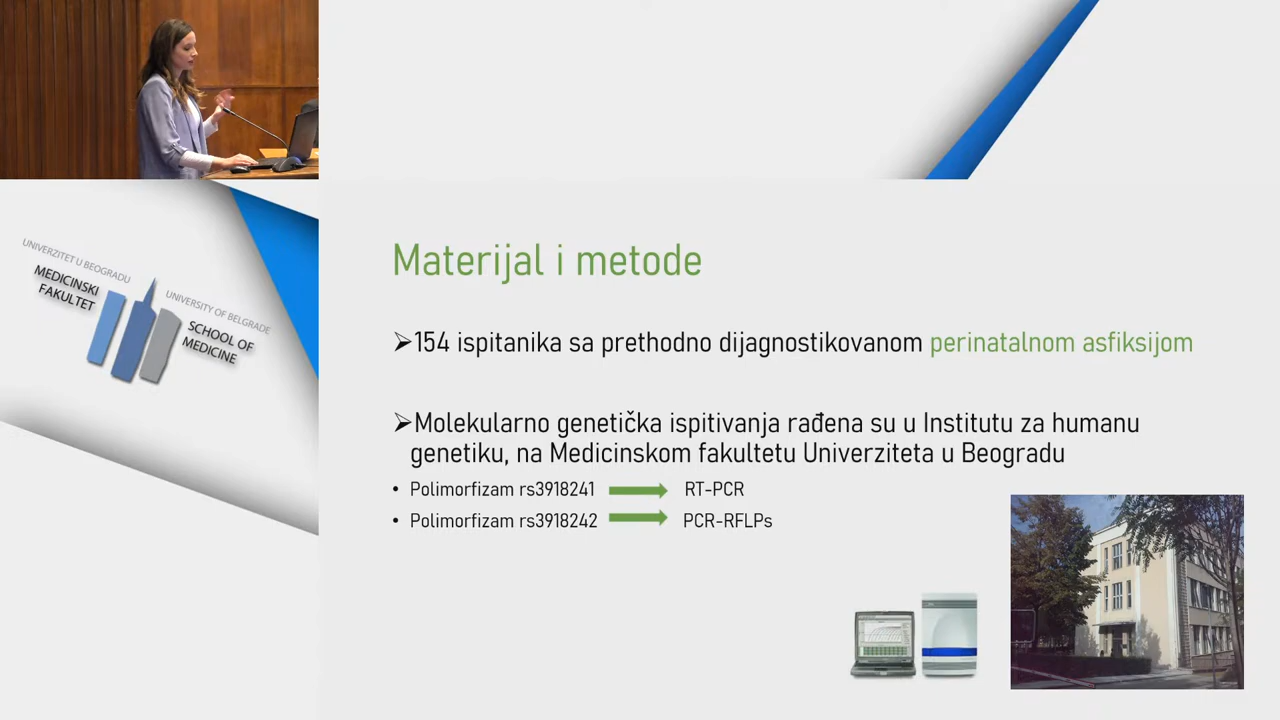 UNIVERZITET U BEOGRADU
MEDICINSKI
FAKULTET
UNIVERSITY OF BELGRADE
SCHOOL OF
MEDICINE
Materijal i metode
➢154 ispitanika sa prethodno dijagnostikovanom perinatalnom asfiksijom
➢Molekularno genetička ispitivanja rađena su u Institutu za humanu
genetiku, na Medicinskom fakultetu Univerziteta u Beogradu
• Polimorfizam rs3918241 RT-PCR
• Polimorfizam rs3918242 PCR-RFLPs